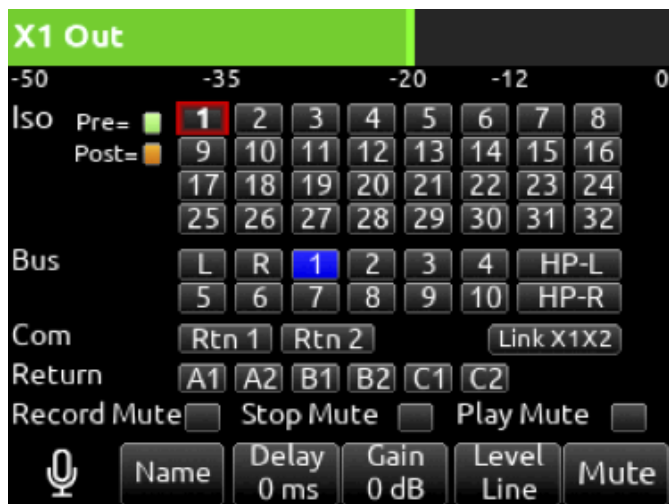 X1 Out
-50 -35 -20 -12 0
Iso Pre= 1 2 3 4 5 6 7 8
Post= 9 10 11 12 13 14 15 16
17 18 19 20 21 22 23 24
25 26 27 28 29 30 31 32
Bus L R 1 2 3 4 HP-L
5 6 7 8 9 10 HP-R
Com Rtn 1 Rtn 2 Link X1X2
Return A1 A2 B1 B2 C1 C2
Record Mute Stop Mute Play Mute
Name Delay Gain Level Mute
0 ms 0 dB Line